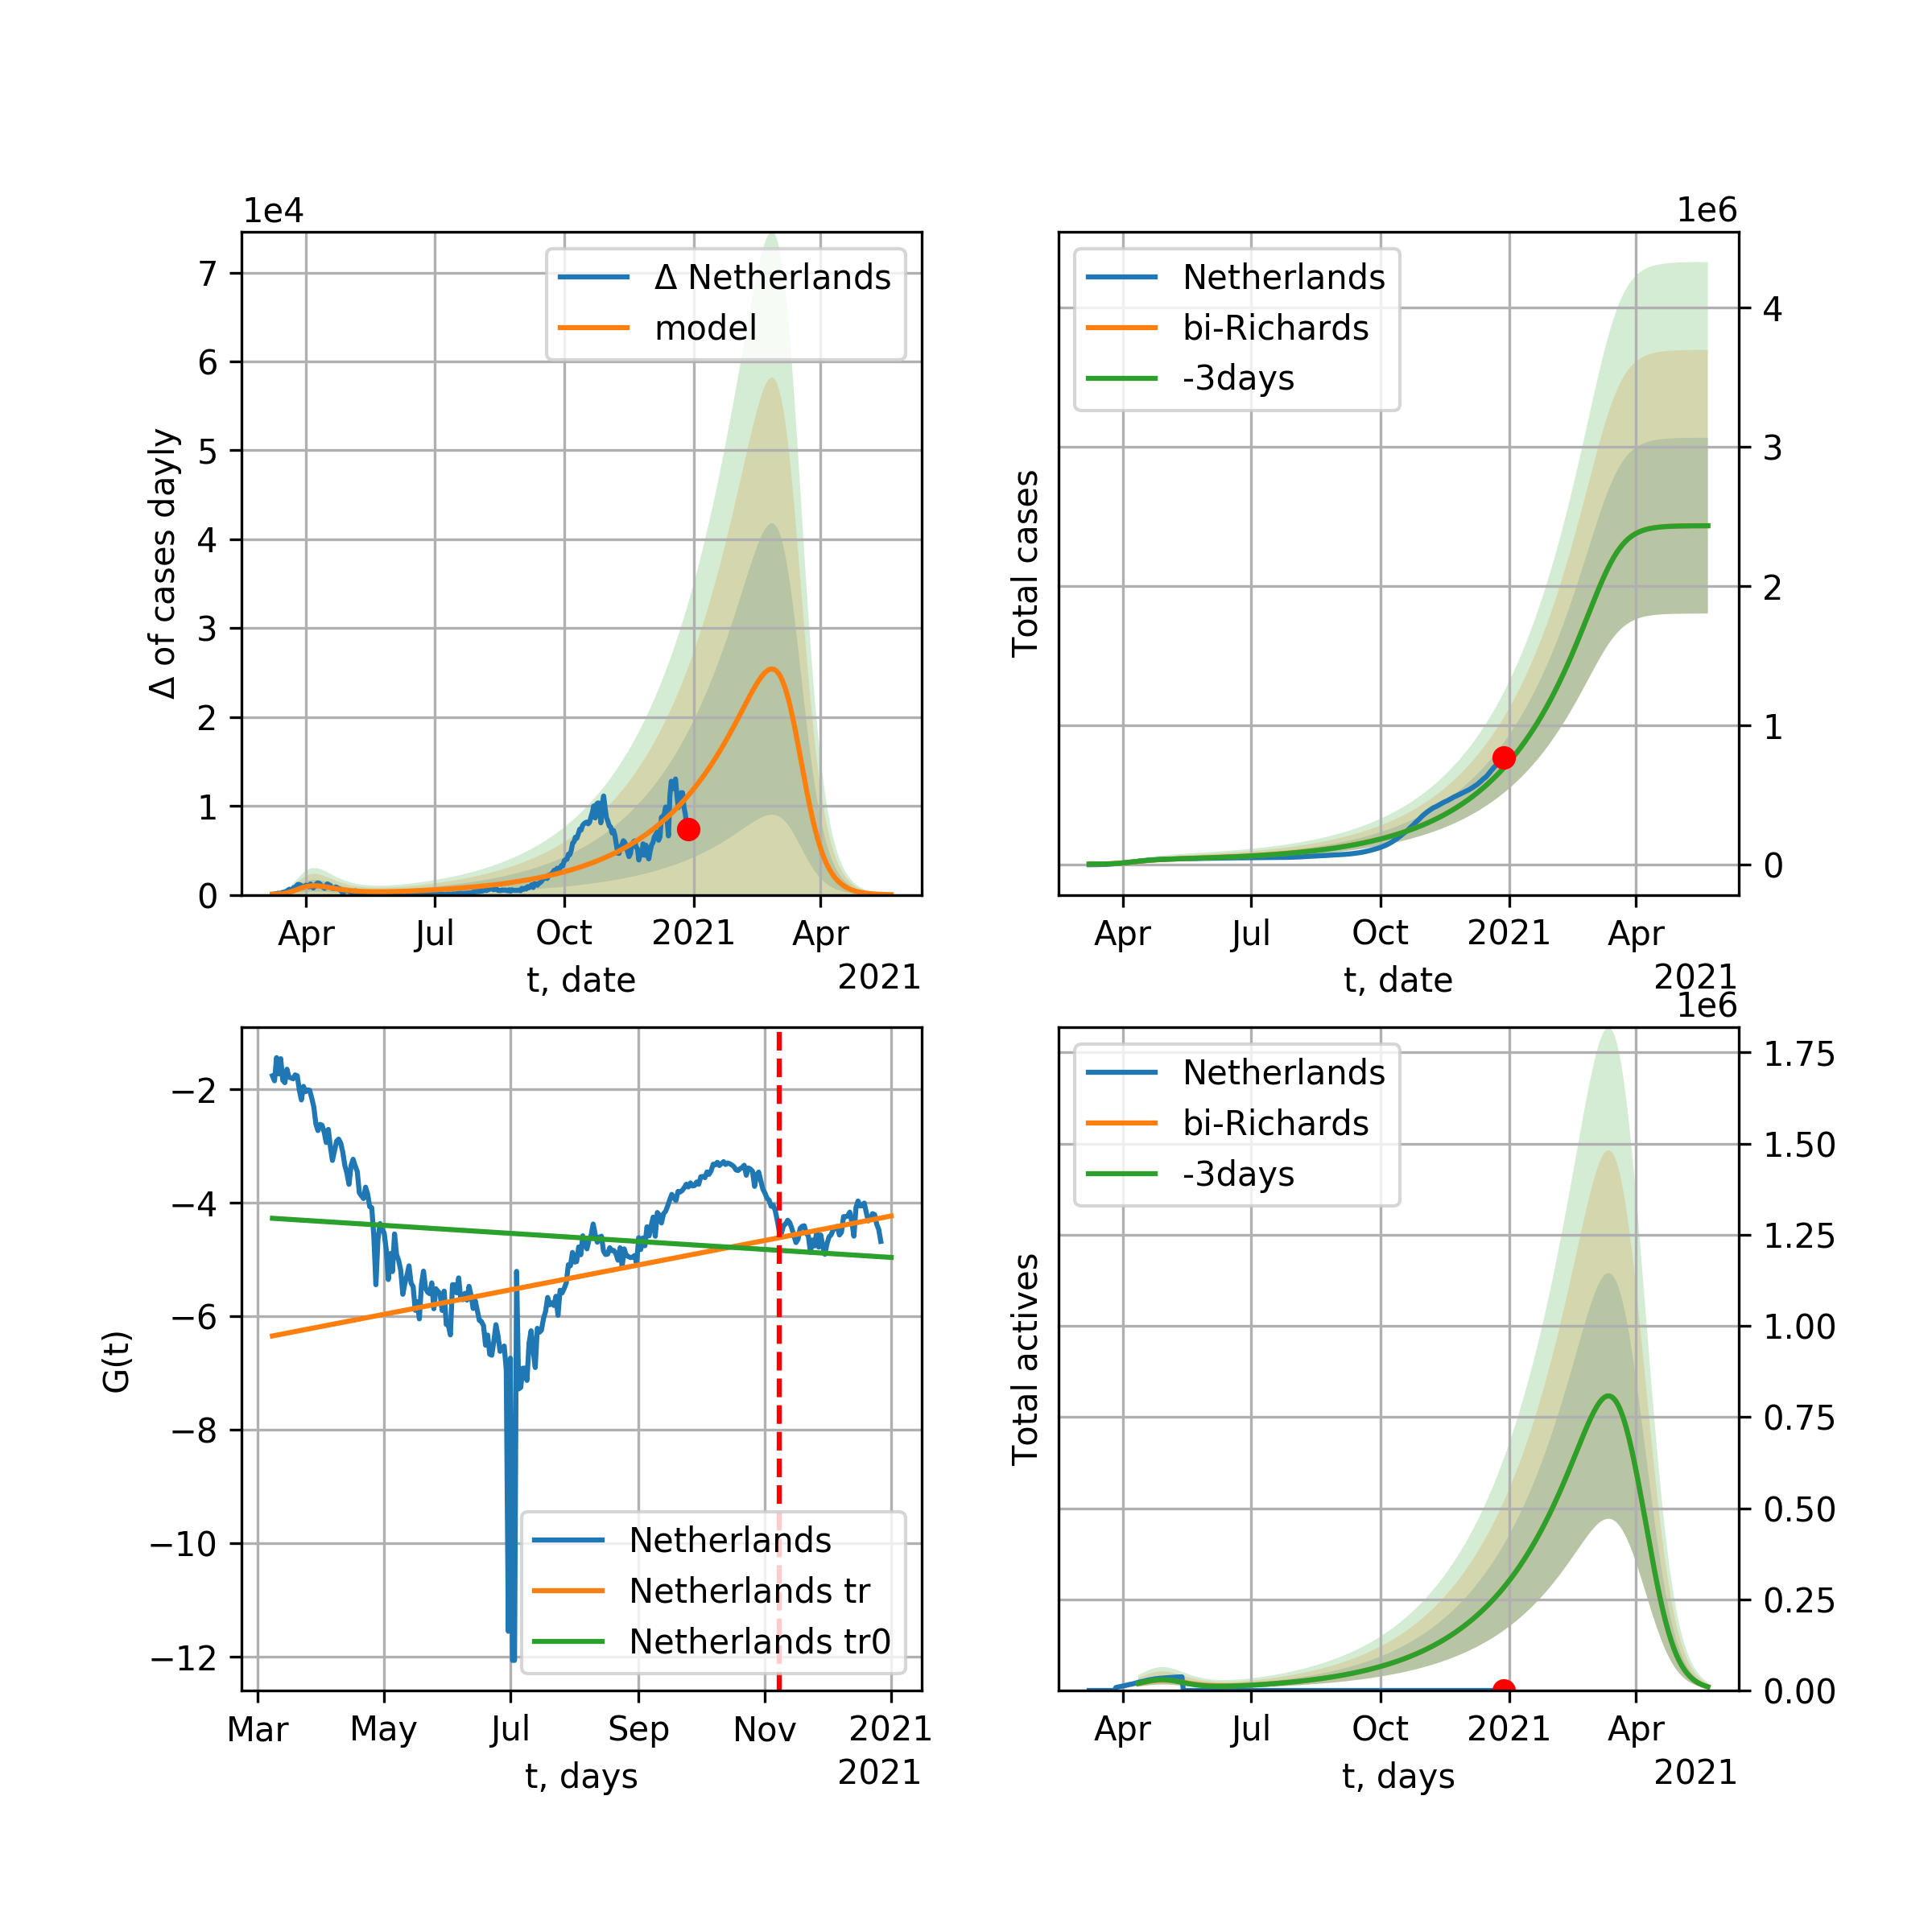 1e4
Δ of cases dayly
7
6
5
4
3
2
1
0
Δ Netherlands
model
Apr Jul Oct 2021 Apr
t, date
2021
1e6
Total cases
Netherlands
bi-Richards
-3days
4
3
2
1
0
Apr Jul Oct 2021 Apr
t, date
2021
G(t)
−2
−4
−6
−8
−10
−12
Netherlands
Netherlands tr
Netherlands tr0
Mar May Jul Sep Nov 2021
t, days
2021
1e6
Total actives
Netherlands
bi-Richards
-3days
1.75
1.50
1.25
1.00
0.75
0.50
0.25
0.00
Apr Jul Oct 2021 Apr
t, days
2021